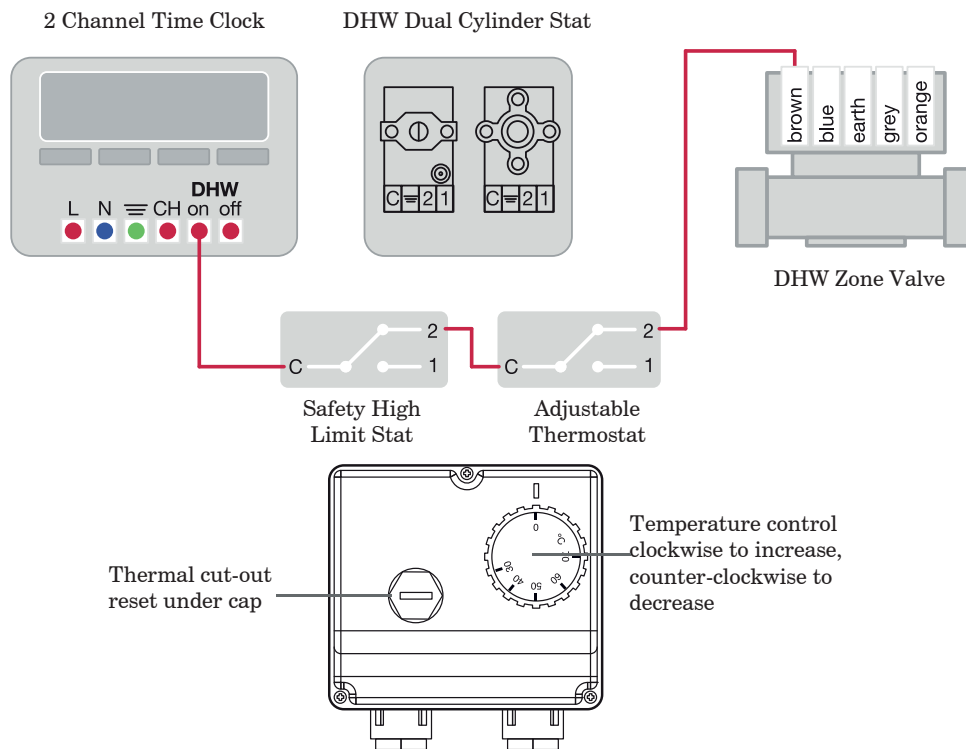 2 Channel Time Clock
DHW Dual Cylinder Stat
DHW
L N CH on off
C 2 1
C 2 1
brown
blue
earth
grey
orange
DHW Zone Valve
C 2 1
Safety High
Limit Stat
C 2 1
Adjustable
Thermostat
Thermal cut-out
reset under cap
0
°C
70
60
50
40
30
Temperature control
clockwise to increase,
counter-clockwise to
decrease